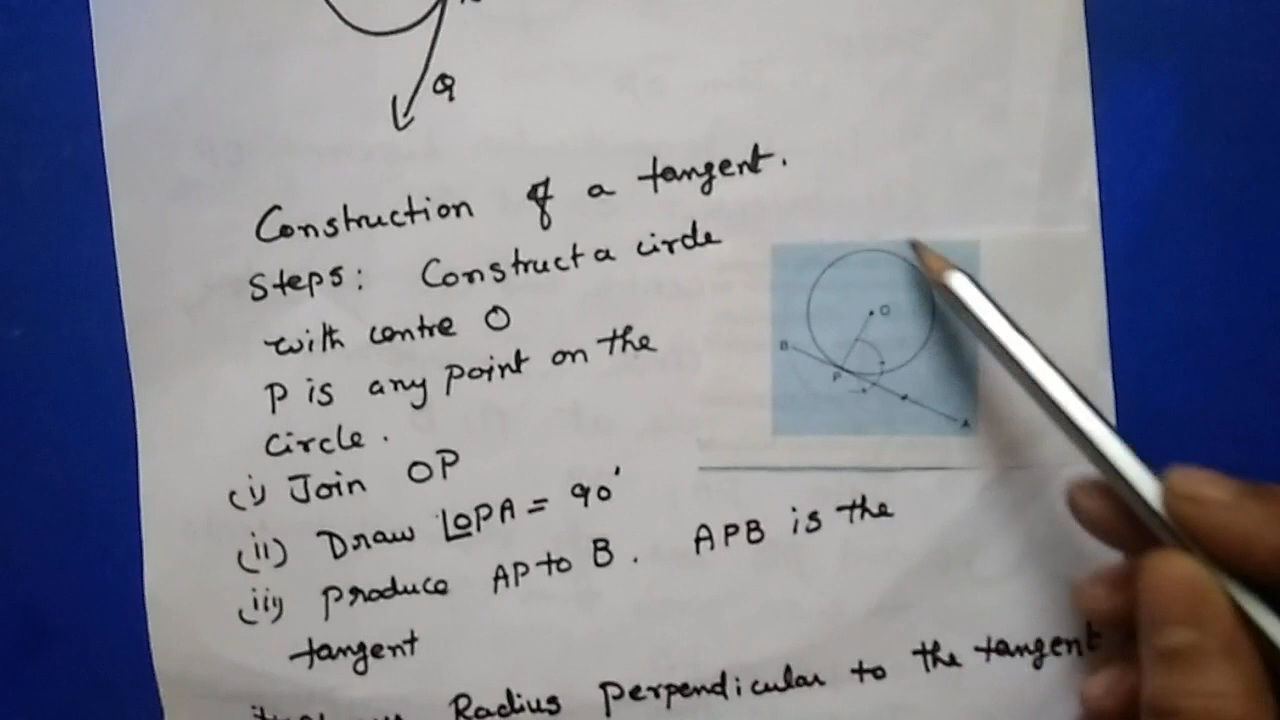 Q
Construction of a tangent.
Steps: Construct a circle
with centre O
P is any point on the
circle.
(i) Join OP
(ii) Draw ∠OPA = 90°
(iii) Produce AP to B. APB is the
tangent
Radius perpendicular to the tangent
O
B
P
A